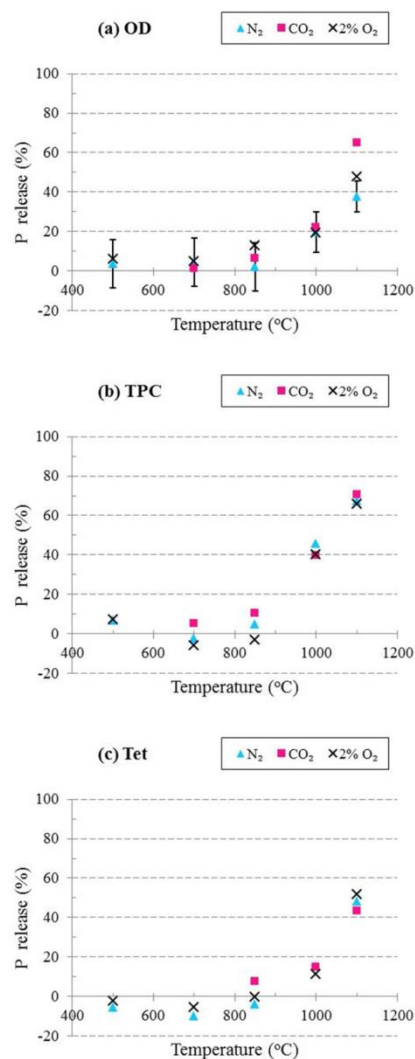 (a) OD
N₂ CO₂ 2% O₂
100
80
60
40
20
0
-20
P release (%)
400 600 800 1000 1200
Temperature (°C)
(b) TPC
N₂ CO₂ 2% O₂
100
80
60
40
20
0
-20
P release (%)
400 600 800 1000 1200
Temperature (°C)
(c) Tet
N₂ CO₂ 2% O₂
100
80
60
40
20
0
-20
P release (%)
400 600 800 1000 1200
Temperature (°C)